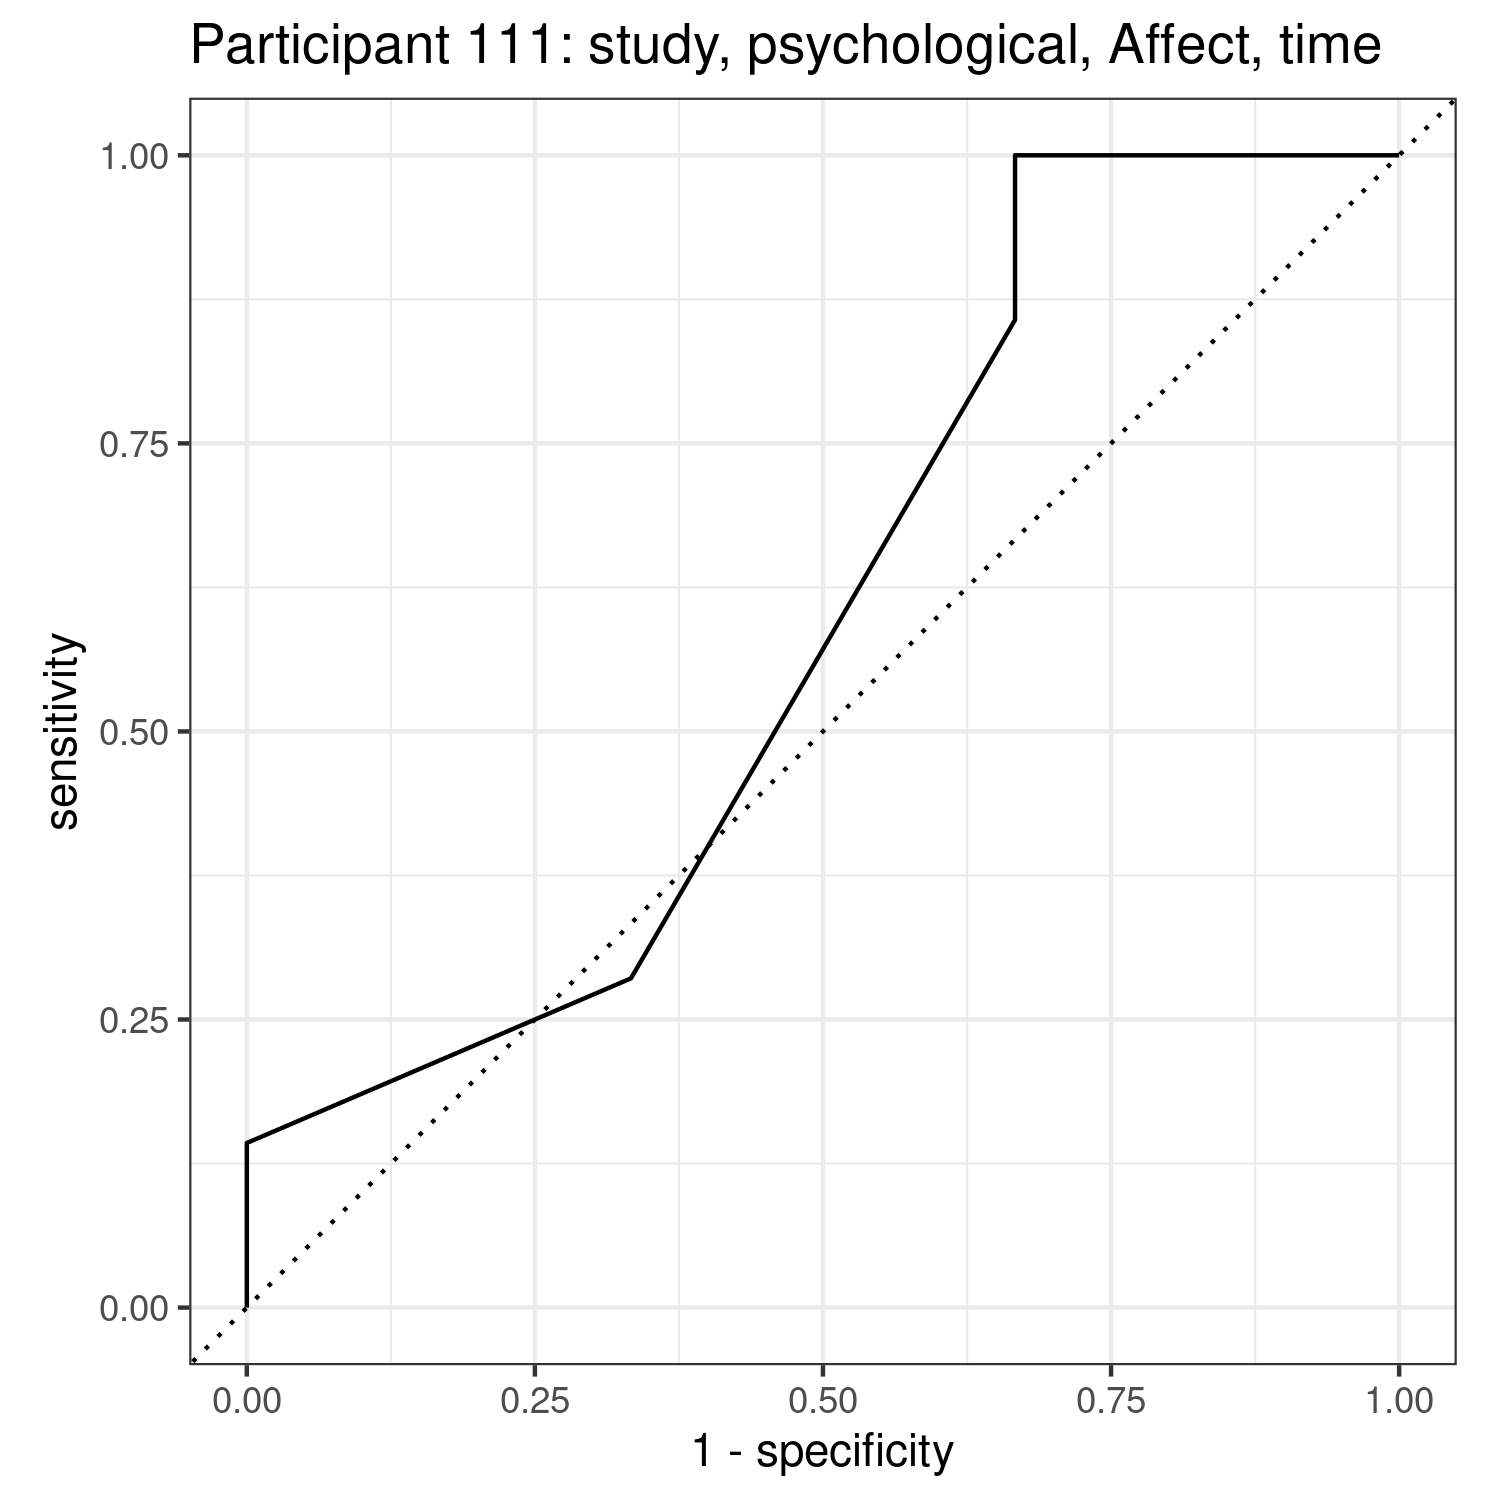 Participant 111: study, psychological, Affect, time
1.00
0.75
0.50
0.25
0.00
sensitivity
0.00 0.25 0.50 0.75 1.00
1 - specificity